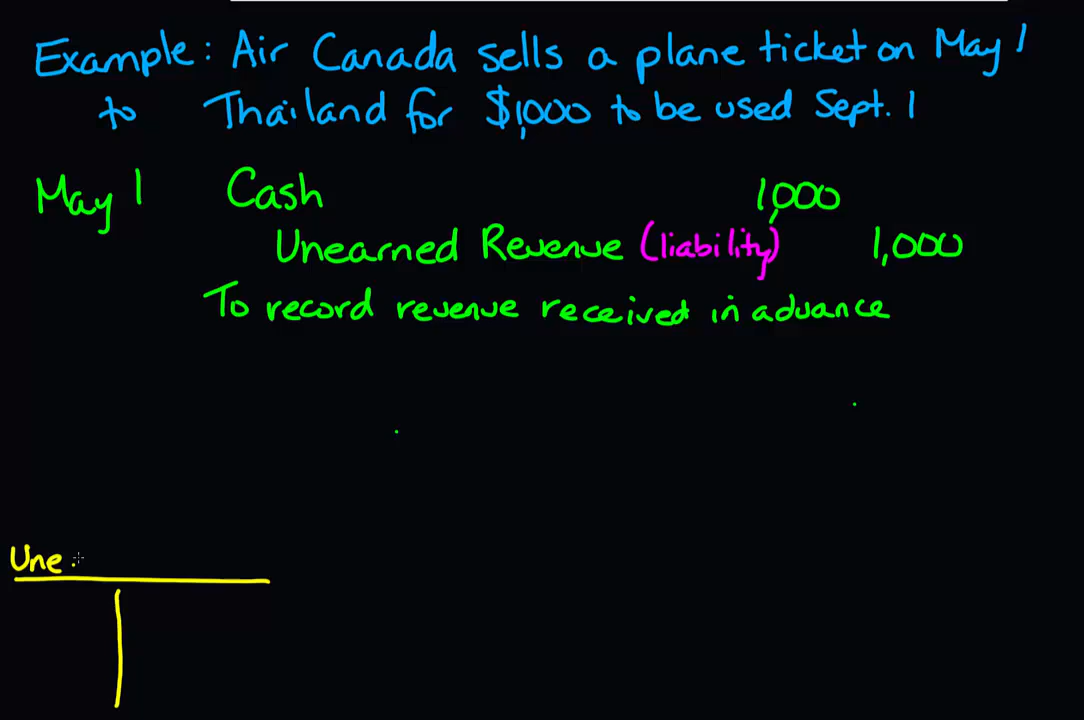 Example: Air Canada sells a plane ticket on May 1
to Thailand for $1,000 to be used Sept. 1
May 1 Cash 1,000
Unearned Revenue (liability) 1,000
To record revenue received in advance
Une